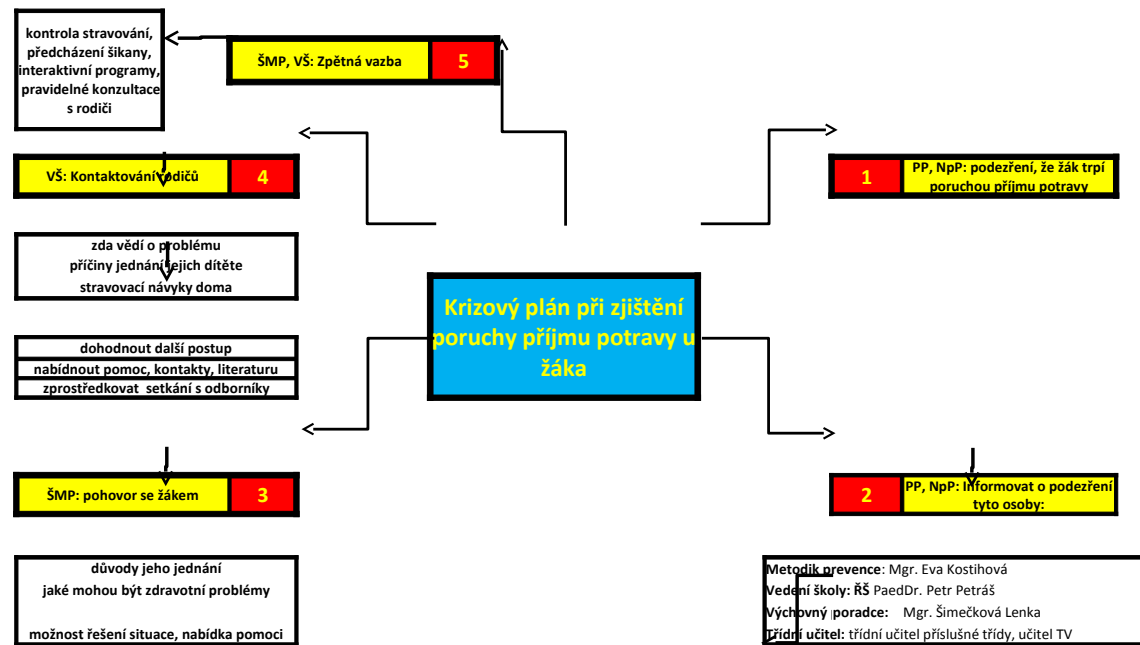 kontrola stravování,
předcházení šikany,
interaktivní programy,
pravidelné konzultace
s rodiči
ŠMP, VŠ: Zpětná vazba
5
VŠ: Kontaktování rodičů
4
zda vědí o problému
příčiny jednání jejich dítěte
stravovací návyky doma
dohodnout další postup
nabídnout pomoc, kontakty, literaturu
zprostředkovat setkání s odborníky
ŠMP: pohovor se žákem
3
důvody jeho jednání
jaké mohou být zdravotní problémy
možnost řešení situace, nabídka pomoci
Krizový plán při zjištění
poruchy příjmu potravy u
žáka
1
PP, NpP: podezření, že žák trpí
poruchou příjmu potravy
2
PP, NpP: Informovat o podezření
tyto osoby:
Metodik prevence: Mgr. Eva Kostihová
Vedení školy: ŘŠ PaedDr. Petr Petráš
Výchovný poradce: Mgr. Šimečková Lenka
Třídní učitel: třídní učitel příslušné třídy, učitel TV